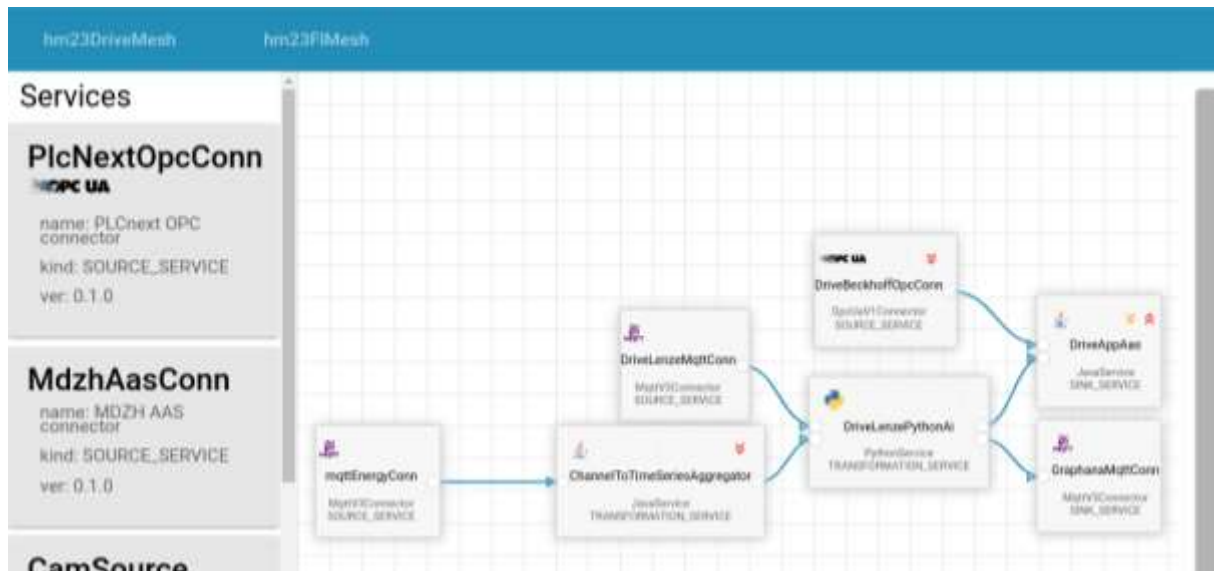 hm23DriveMesh
hm23FlMesh
Services
PlcNextOpcConn
OPC UA
name: PLCnext OPC
connector
kind: SOURCE_SERVICE
ver: 0.1.0
MdzhAasConn
name: MDZH AAS
connector
kind: SOURCE_SERVICE
ver: 0.1.0
CamSource
OPC UA
DriveBeckhoffOpcConn
OpcUaV1Connector
SOURCE_SERVICE
DriveLenzeMqttConn
MqttV3Connector
SOURCE_SERVICE
DriveAppAas
JavaService
SINK_SERVICE
DriveLenzePythonAi
PythonService
TRANSFORMATION_SERVICE
mqttEnergyConn
MqttV3Connector
SOURCE_SERVICE
ChannelToTimeSeriesAggregator
JavaService
TRANSFORMATION_SERVICE
GraphanaMqttConn
MqttV3Connector
SINK_SERVICE